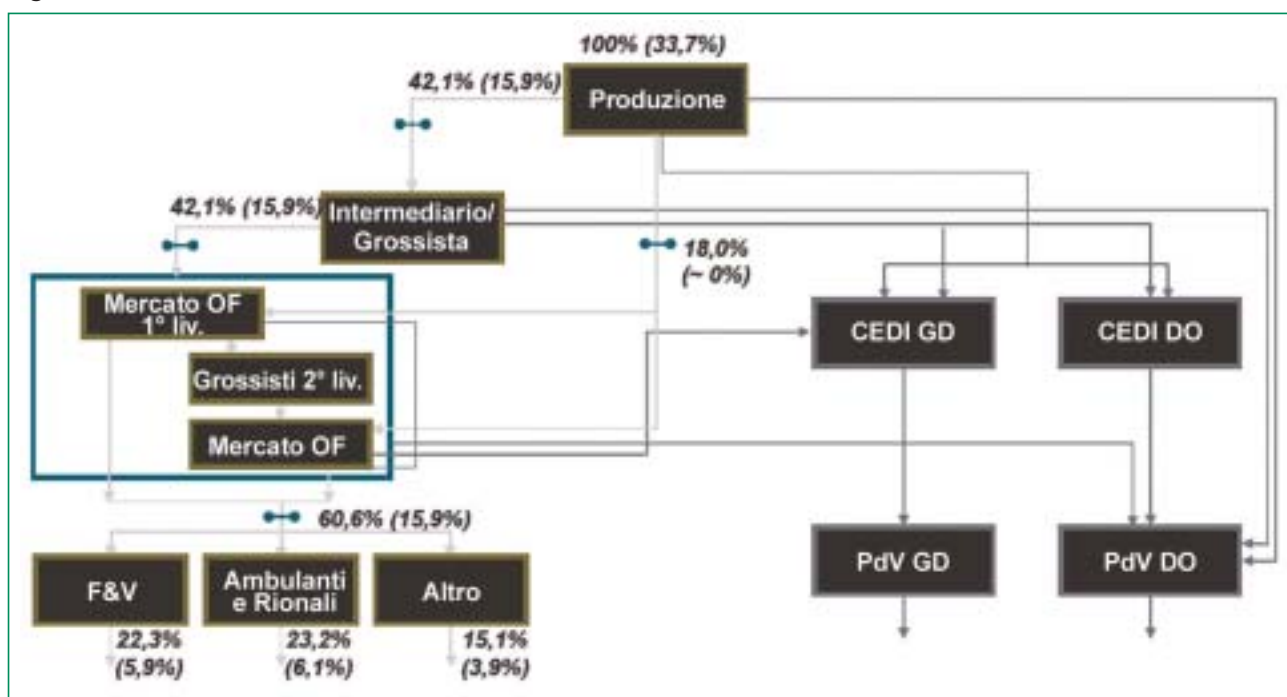 100% (33,7%)
42,1% (15,9%)
Produzione
42,1% (15,9%)
Intermediario/
Grossista
18,0%
(~ 0%)
Mercato OF
1° liv.
CEDI GD
CEDI DO
Grossisti 2° liv.
Mercato OF
60,6% (15,9%)
F&V
Ambulanti
e Rionali
Altro
PdV GD
PdV DO
22,3%
(5,9%)
23,2%
(6,1%)
15,1%
(3,9%)